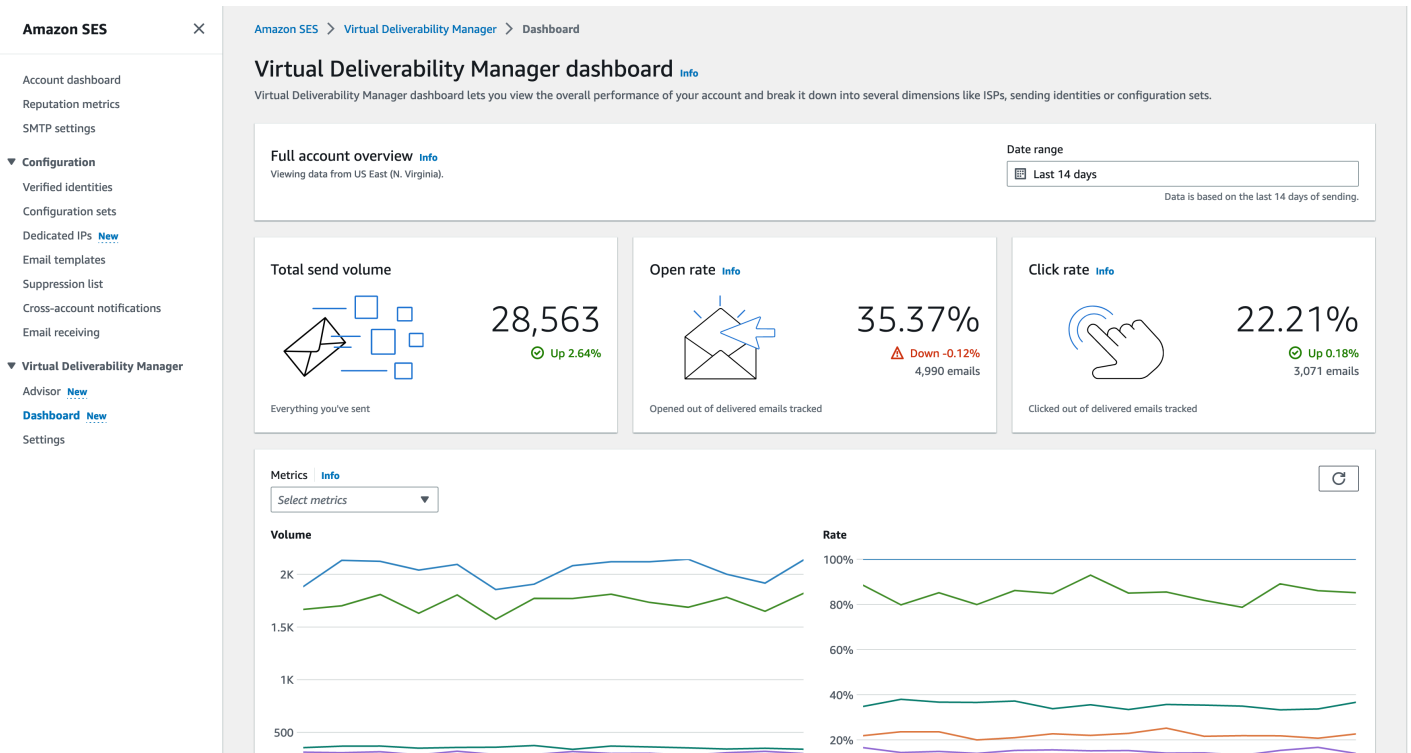 Amazon SES
Account dashboard
Reputation metrics
SMTP settings
Configuration
Verified identities
Configuration sets
Dedicated IPs New
Email templates
Suppression list
Cross-account notifications
Email receiving
Virtual Deliverability Manager
Advisor New
Dashboard New
Settings
Amazon SES > Virtual Deliverability Manager > Dashboard
Virtual Deliverability Manager dashboard Info
Virtual Deliverability Manager dashboard lets you view the overall performance of your account and break it down into several dimensions like ISPs, sending identities or configuration sets.
Full account overview Info
Viewing data from US East (N. Virginia).
Date range
Last 14 days
Data is based on the last 14 days of sending.
Total send volume
28,563
Up 2.64%
Everything you've sent
Open rate Info
35.37%
Down -0.12%
4,990 emails
Opened out of delivered emails tracked
Click rate Info
22.21%
Up 0.18%
3,071 emails
Clicked out of delivered emails tracked
Metrics Info
Select metrics
Volume
2K
1.5K
1K
500
Rate
100%
80%
60%
40%
20%